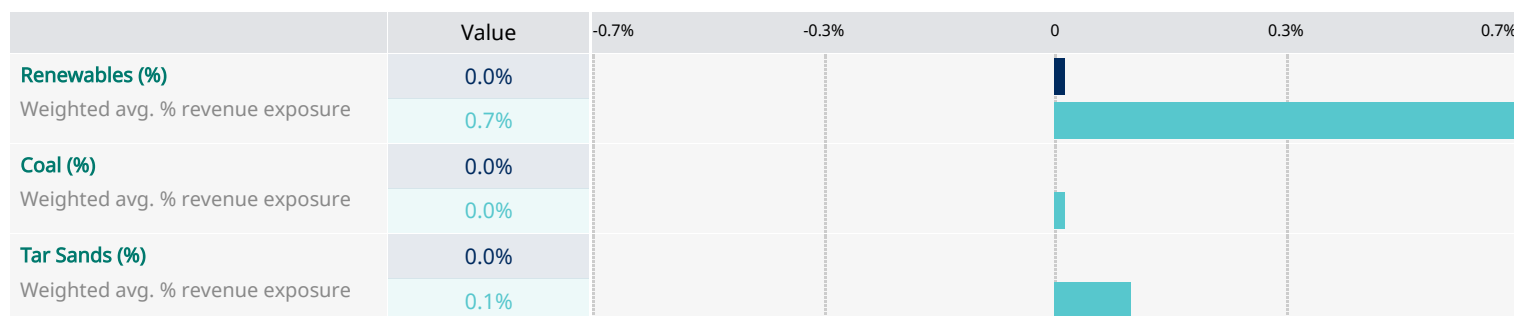 Value -0.7% -0.3% 0 0.3% 0.7%
Renewables (%) 0.0%
Weighted avg. % revenue exposure 0.7%
Coal (%) 0.0%
Weighted avg. % revenue exposure 0.0%
Tar Sands (%) 0.0%
Weighted avg. % revenue exposure 0.1%